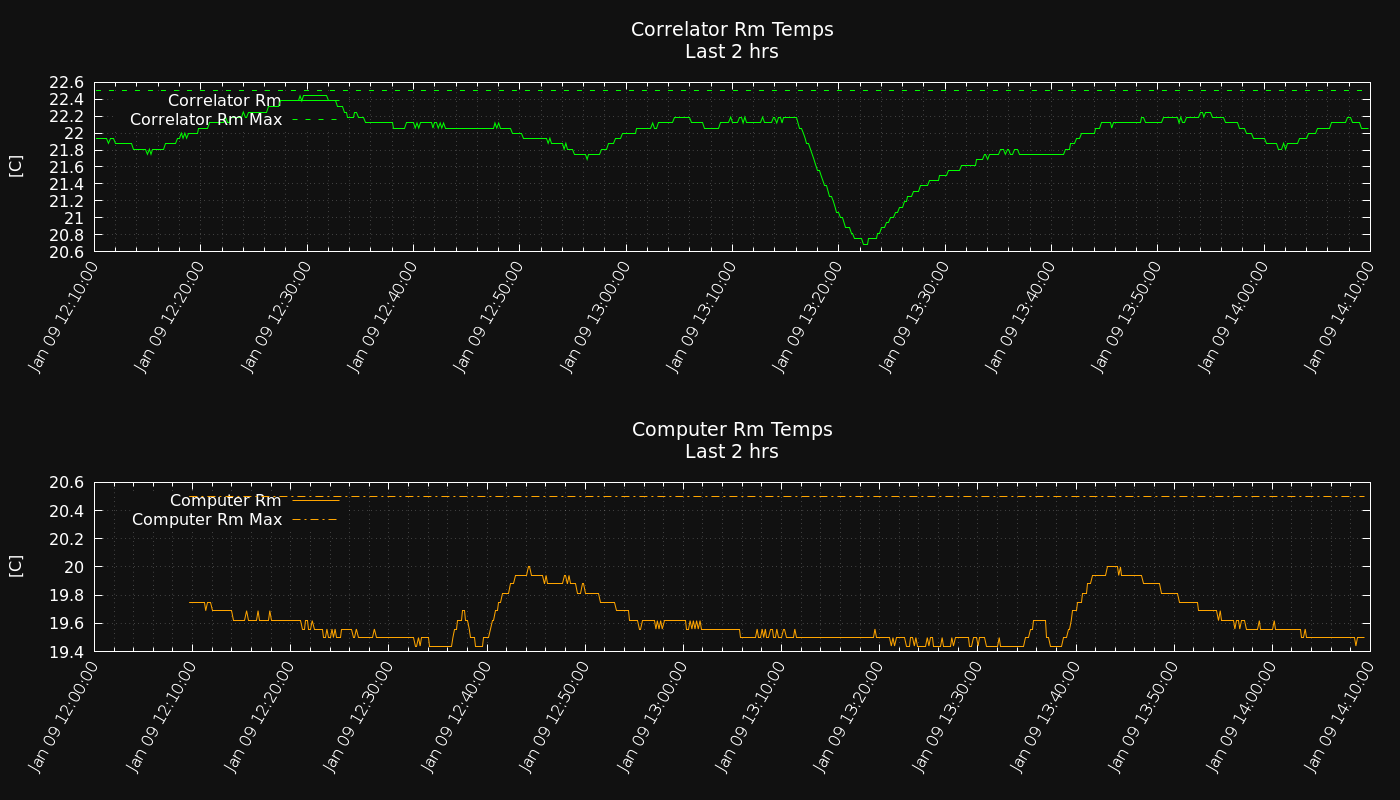 Correlator Rm Temps
Last 2 hrs
[C]
22.6
22.4
22.2
22
21.8
21.6
21.4
21.2
21
20.8
20.6
Correlator Rm
Correlator Rm Max
Jan 09 12:10:00
Jan 09 12:20:00
Jan 09 12:30:00
Jan 09 12:40:00
Jan 09 12:50:00
Jan 09 13:00:00
Jan 09 13:10:00
Jan 09 13:20:00
Jan 09 13:30:00
Jan 09 13:40:00
Jan 09 13:50:00
Jan 09 14:00:00
Jan 09 14:10:00
Computer Rm Temps
Last 2 hrs
[C]
20.6
20.4
20.2
20
19.8
19.6
19.4
Computer Rm
Computer Rm Max
Jan 09 12:00:00
Jan 09 12:10:00
Jan 09 12:20:00
Jan 09 12:30:00
Jan 09 12:40:00
Jan 09 12:50:00
Jan 09 13:00:00
Jan 09 13:10:00
Jan 09 13:20:00
Jan 09 13:30:00
Jan 09 13:40:00
Jan 09 13:50:00
Jan 09 14:00:00
Jan 09 14:10:00